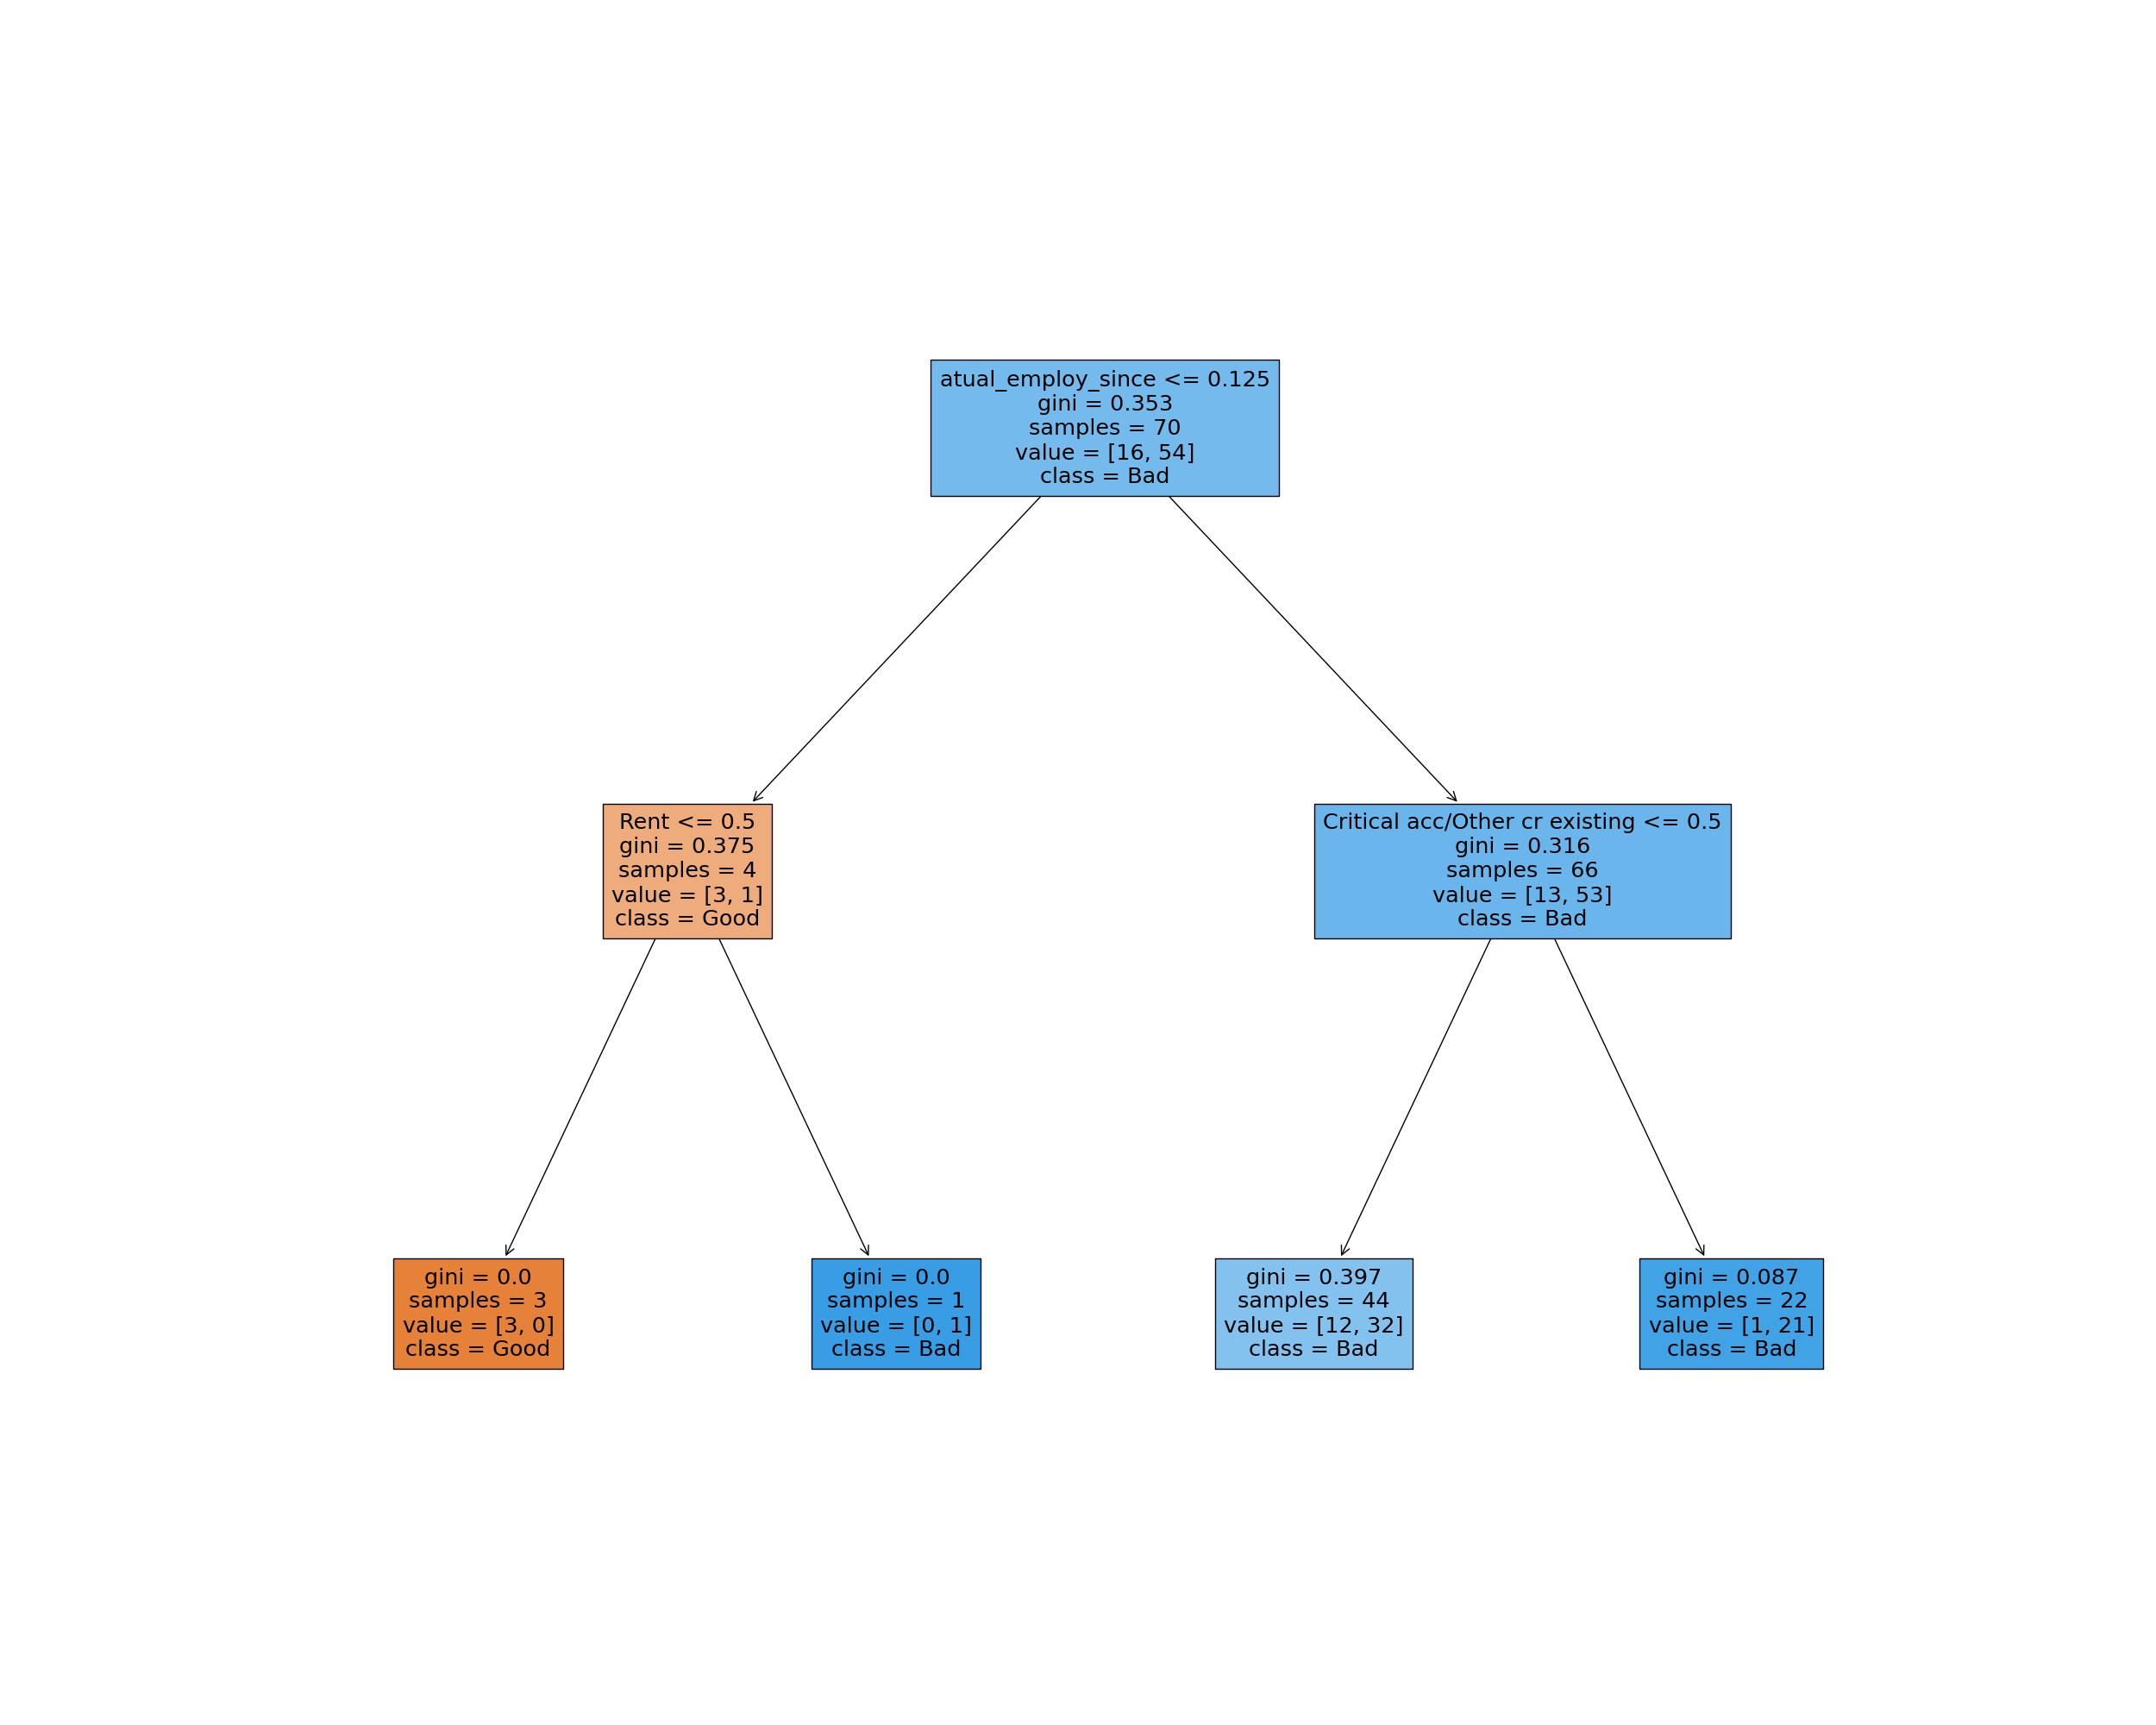 atual_employ_since <= 0.125
gini = 0.353
samples = 70
value = [16, 54]
class = Bad
Rent <= 0.5
gini = 0.375
samples = 4
value = [3, 1]
class = Good
Critical acc/Other cr existing <= 0.5
gini = 0.316
samples = 66
value = [13, 53]
class = Bad
gini = 0.0
samples = 3
value = [3, 0]
class = Good
gini = 0.0
samples = 1
value = [0, 1]
class = Bad
gini = 0.397
samples = 44
value = [12, 32]
class = Bad
gini = 0.087
samples = 22
value = [1, 21]
class = Bad